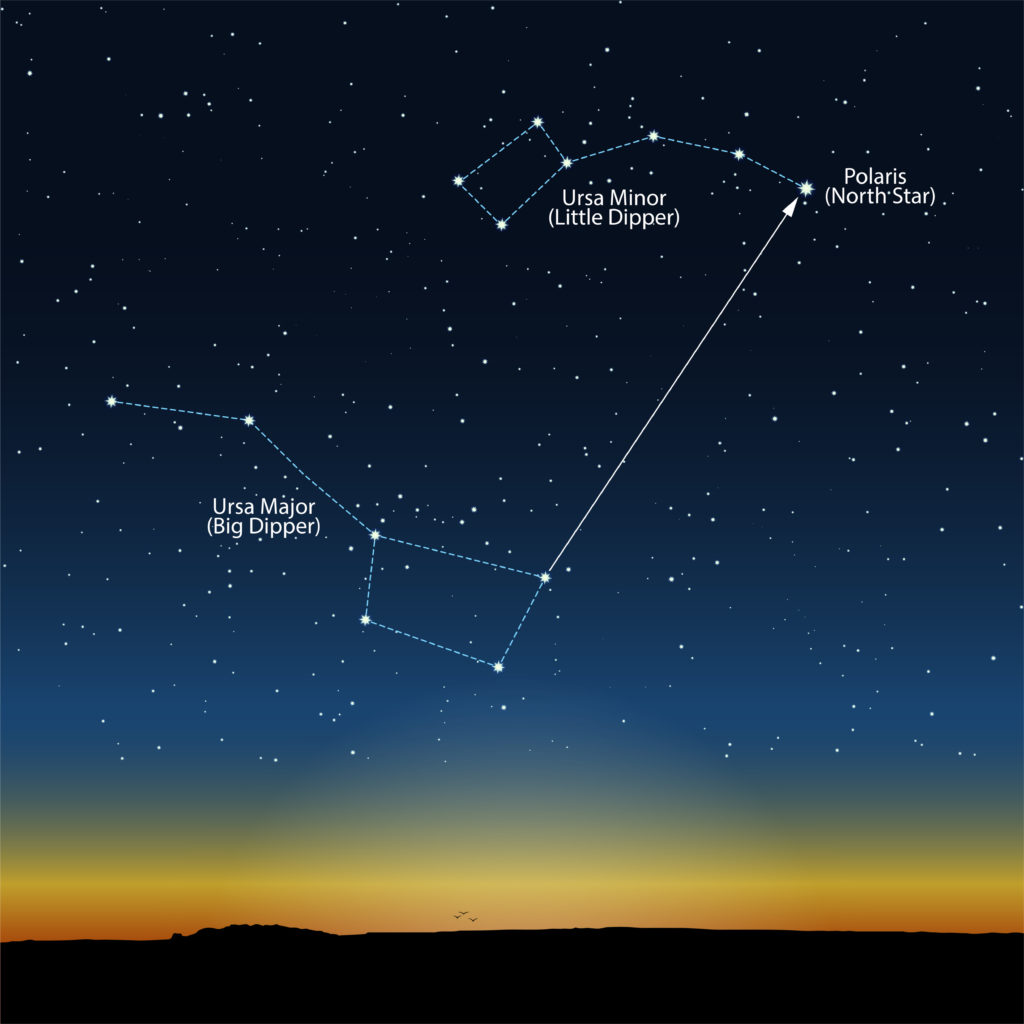 Polaris
(North Star)
Ursa Minor
(Little Dipper)
Ursa Major
(Big Dipper)